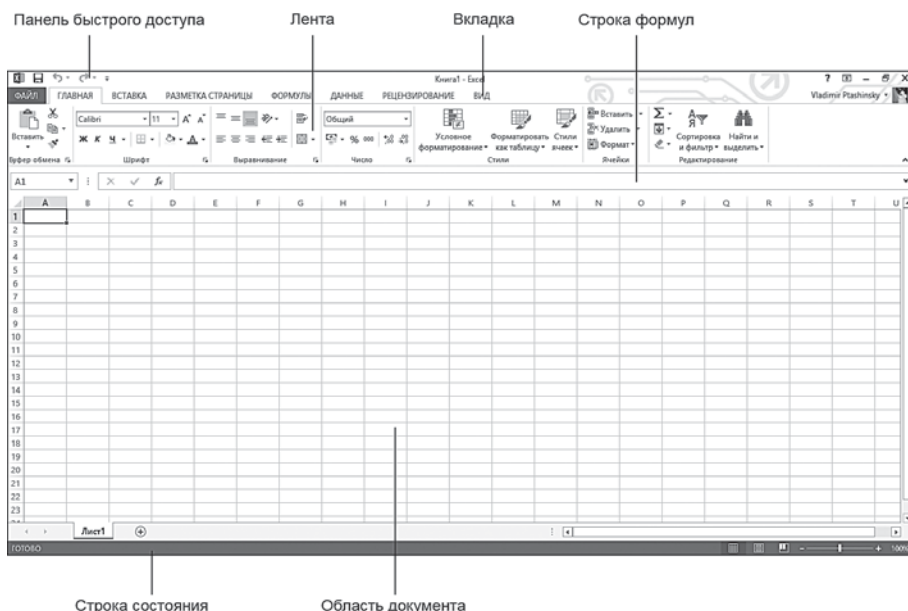 Панель быстрого доступа Лента Вкладка Строка формул
Книга1 - Excel
ФАЙЛ ГЛАВНАЯ ВСТАВКА РАЗМЕТКА СТРАНИЦЫ ФОРМУЛЫ ДАННЫЕ РЕЦЕНЗИРОВАНИЕ ВИД Vladimir Ptashinsky
Вставить
Calibri 11
Ж К Ч
Общий
% 000
Условное форматирование
Форматировать как таблицу
Стили ячеек
Вставить
Удалить
Формат
Сортировка и фильтр
Найти и выделить
Буфер обмена Шрифт Выравнивание Число Стили Ячейки Редактирование
A1 fx
A B C D E F G H I J K L M N O P Q R S T U
1
2
3
4
5
6
7
8
9
10
11
12
13
14
15
16
17
18
19
20
21
22
23
Лист1
ГОТОВО 100%
Строка состояния Область документа